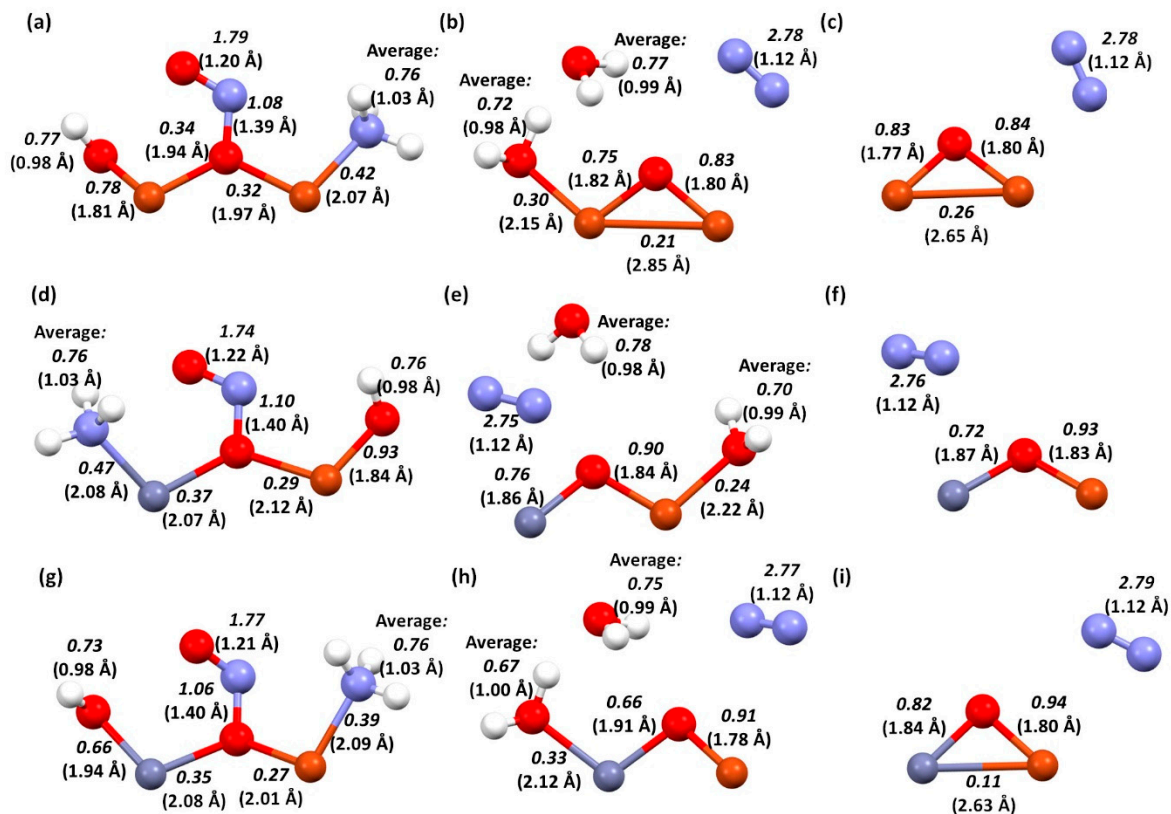 (a)
1.79
(1.20 Å)
Average:
0.76
(1.03 Å)
1.08
(1.39 Å)
0.34
(1.94 Å)
0.77
(0.98 Å)
0.78
(1.81 Å)
0.32
(1.97 Å)
0.42
(2.07 Å)
(b)
Average:
0.77
(0.99 Å)
2.78
(1.12 Å)
Average:
0.72
(0.98 Å)
0.75
(1.82 Å)
0.83
(1.80 Å)
0.30
(2.15 Å)
0.21
(2.85 Å)
(c)
2.78
(1.12 Å)
0.83
(1.77 Å)
0.84
(1.80 Å)
0.26
(2.65 Å)
(d)
Average:
0.76
(1.03 Å)
1.74
(1.22 Å)
0.76
(0.98 Å)
1.10
(1.40 Å)
0.93
(1.84 Å)
0.47
(2.08 Å)
0.37
(2.07 Å)
0.29
(2.12 Å)
(e)
Average:
0.78
(0.98 Å)
Average:
0.70
(0.99 Å)
2.75
(1.12 Å)
0.90
(1.84 Å)
0.76
(1.86 Å)
0.24
(2.22 Å)
(f)
2.76
(1.12 Å)
0.72
(1.87 Å)
0.93
(1.83 Å)
(g)
1.77
(1.21 Å)
Average:
0.76
(1.03 Å)
0.73
(0.98 Å)
1.06
(1.40 Å)
0.39
(2.09 Å)
0.66
(1.94 Å)
0.35
(2.08 Å)
0.27
(2.01 Å)
(h)
Average:
0.75
(0.99 Å)
2.77
(1.12 Å)
Average:
0.67
(1.00 Å)
0.66
(1.91 Å)
0.91
(1.78 Å)
0.33
(2.12 Å)
(i)
2.79
(1.12 Å)
0.82
(1.84 Å)
0.94
(1.80 Å)
0.11
(2.63 Å)